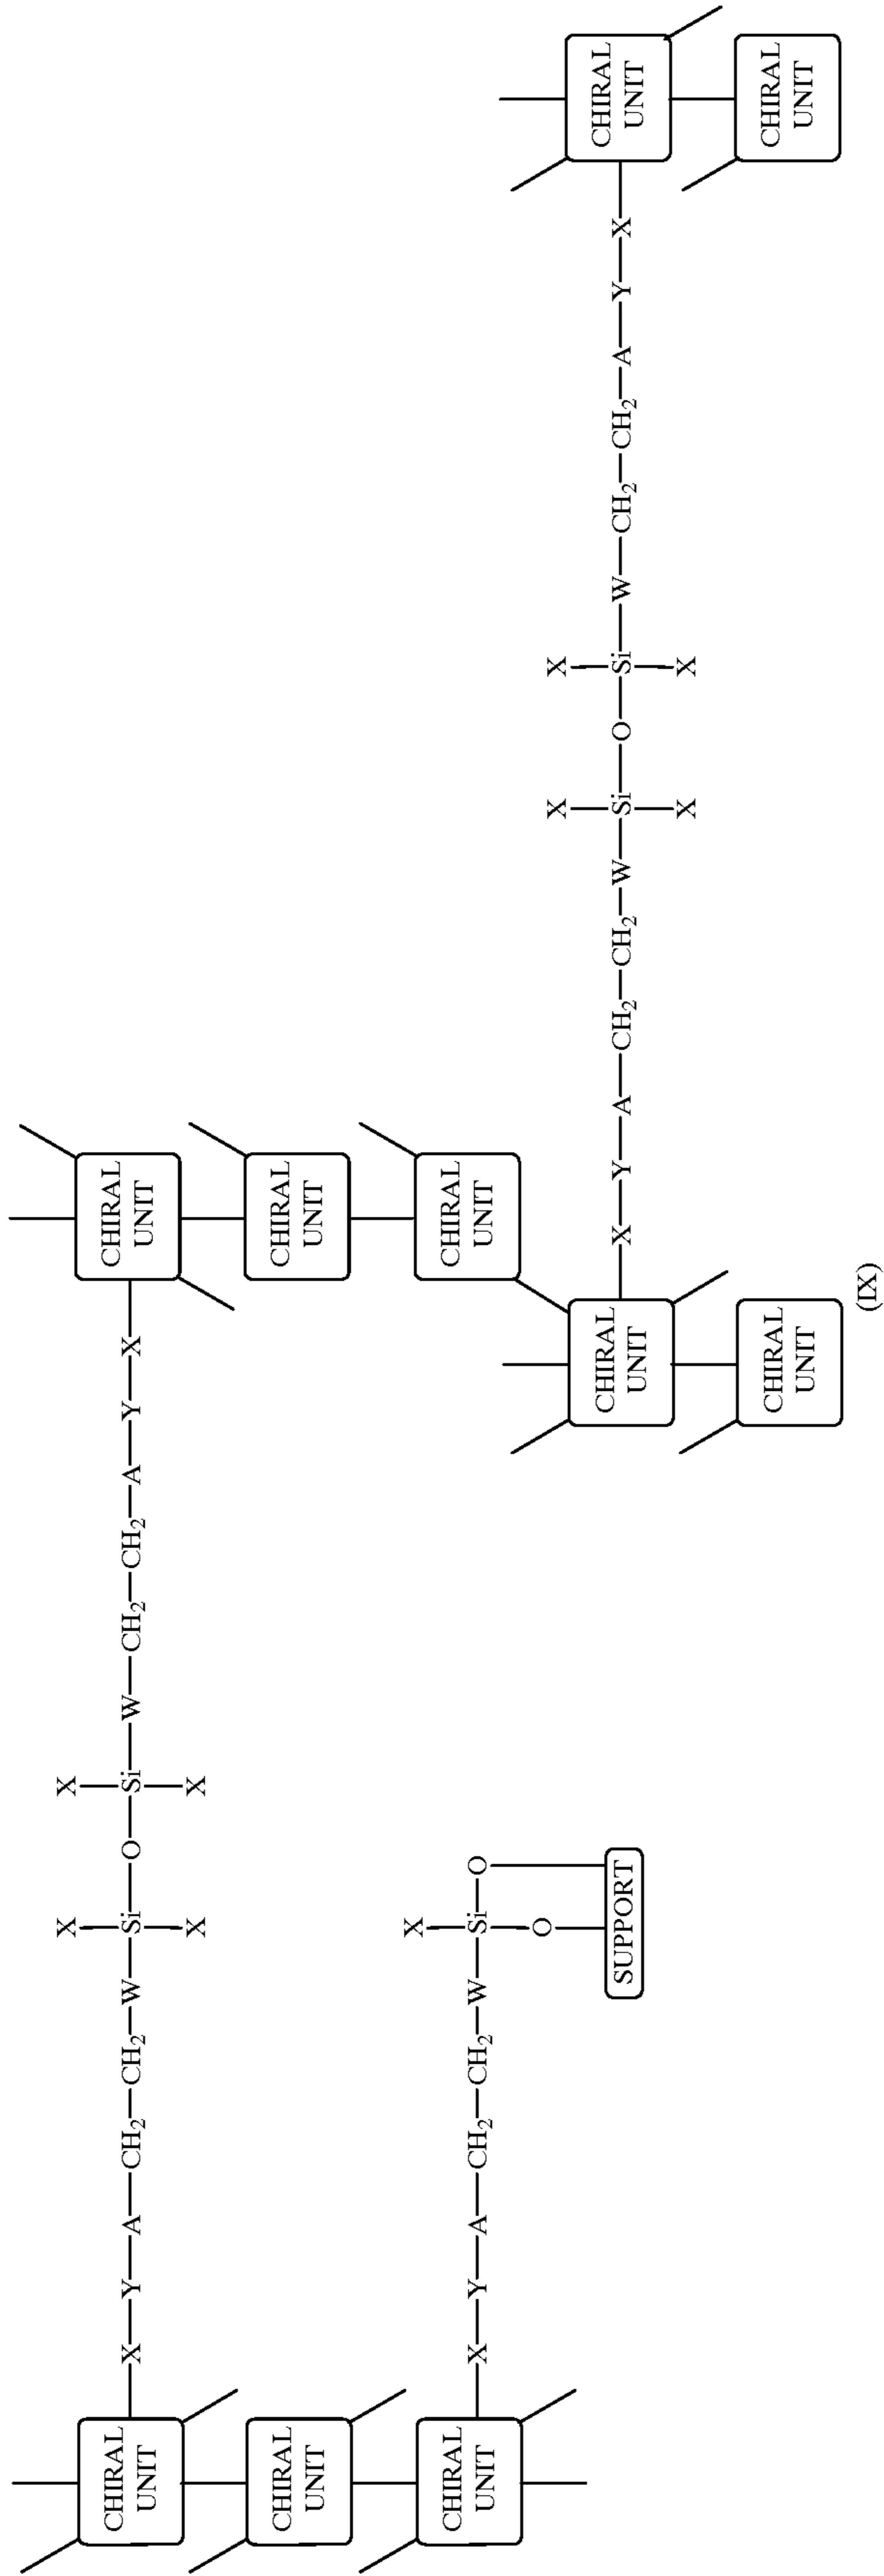 X X
CHIRAL UNIT—X—Y—A—CH₂—CH₂—W—Si—O—Si—W—CH₂—CH₂—A—Y—X—CHIRAL UNIT
X X
CHIRAL UNIT CHIRAL UNIT
X
CHIRAL UNIT—X—Y—A—CH₂—CH₂—W—Si—O CHIRAL UNIT
O
SUPPORT
X X
CHIRAL UNIT—X—Y—A—CH₂—CH₂—W—Si—O—Si—W—CH₂—CH₂—A—Y—X—CHIRAL UNIT
X X
CHIRAL UNIT CHIRAL UNIT
(IX)